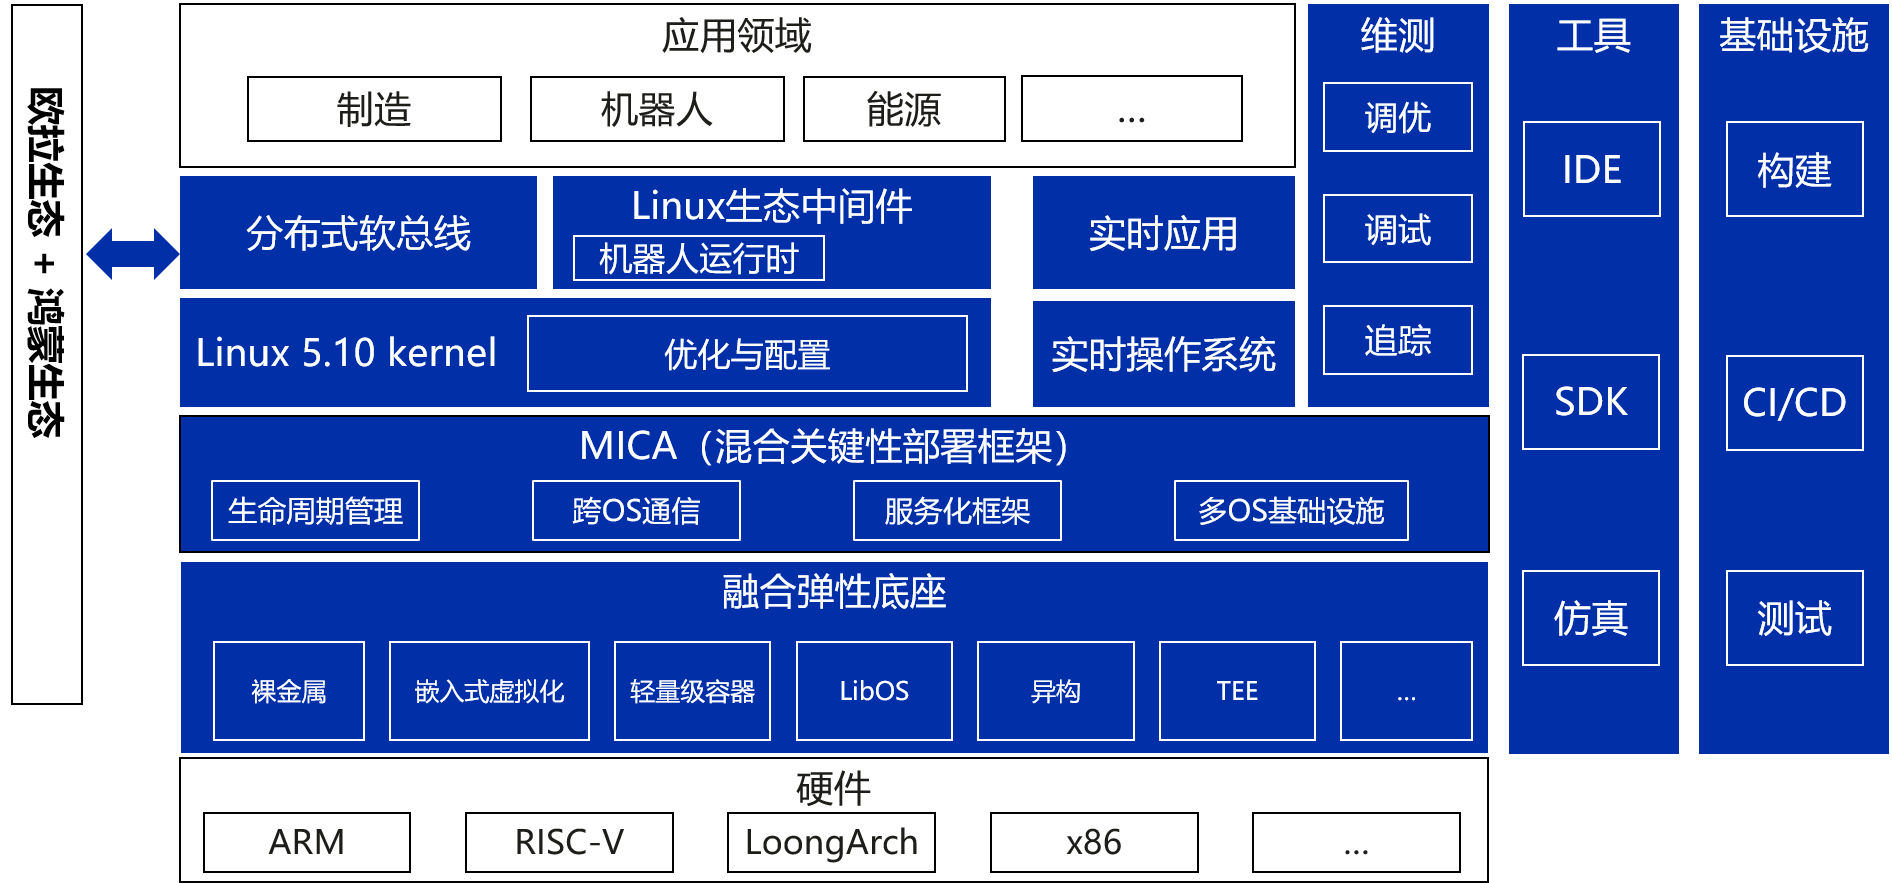 欧拉生态 + 鸿蒙生态
应用领域
制造
机器人
能源
...
分布式软总线
Linux生态中间件
机器人运行时
实时应用
Linux 5.10 kernel
优化与配置
实时操作系统
维测
调优
调试
追踪
MICA（混合关键性部署框架）
生命周期管理
跨OS通信
服务化框架
多OS基础设施
融合弹性底座
裸金属
嵌入式虚拟化
轻量级容器
LibOS
异构
TEE
...
硬件
ARM
RISC-V
LoongArch
x86
...
工具
IDE
SDK
仿真
基础设施
构建
CI/CD
测试